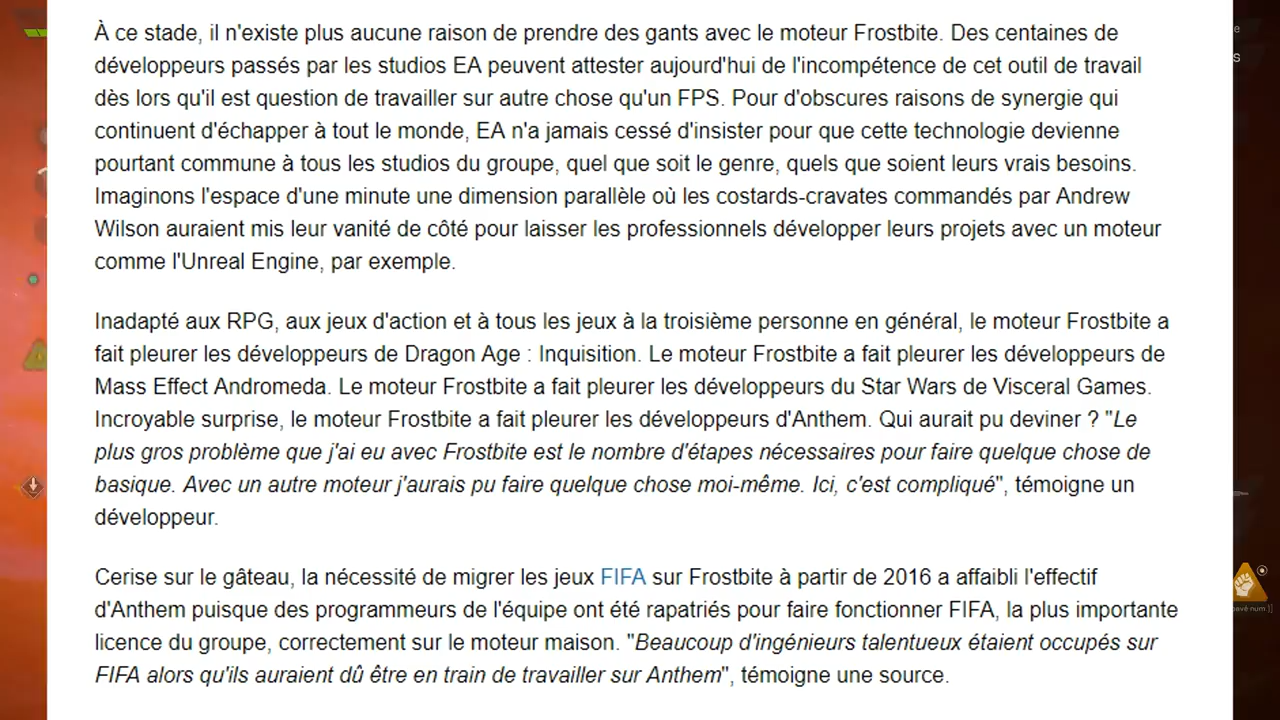 À ce stade, il n'existe plus aucune raison de prendre des gants avec le moteur Frostbite. Des centaines de
développeurs passés par les studios EA peuvent attester aujourd'hui de l'incompétence de cet outil de travail
dès lors qu'il est question de travailler sur autre chose qu'un FPS. Pour d'obscures raisons de synergie qui
continuent d'échapper à tout le monde, EA n'a jamais cessé d'insister pour que cette technologie devienne
pourtant commune à tous les studios du groupe, quel que soit le genre, quels que soient leurs vrais besoins.
Imaginons l'espace d'une minute une dimension parallèle où les costards-cravates commandés par Andrew
Wilson auraient mis leur vanité de côté pour laisser les professionnels développer leurs projets avec un moteur
comme l'Unreal Engine, par exemple.
Inadapté aux RPG, aux jeux d'action et à tous les jeux à la troisième personne en général, le moteur Frostbite a
fait pleurer les développeurs de Dragon Age : Inquisition. Le moteur Frostbite a fait pleurer les développeurs de
Mass Effect Andromeda. Le moteur Frostbite a fait pleurer les développeurs du Star Wars de Visceral Games.
Incroyable surprise, le moteur Frostbite a fait pleurer les développeurs d'Anthem. Qui aurait pu deviner ? "Le
plus gros problème que j'ai eu avec Frostbite est le nombre d'étapes nécessaires pour faire quelque chose de
basique. Avec un autre moteur j'aurais pu faire quelque chose moi-même. Ici, c'est compliqué", témoigne un
développeur.
Cerise sur le gâteau, la nécessité de migrer les jeux FIFA sur Frostbite à partir de 2016 a affaibli l'effectif
d'Anthem puisque des programmeurs de l'équipe ont été rapatriés pour faire fonctionner FIFA, la plus importante
licence du groupe, correctement sur le moteur maison. "Beaucoup d'ingénieurs talentueux étaient occupés sur
FIFA alors qu'ils auraient dû être en train de travailler sur Anthem", témoigne une source.